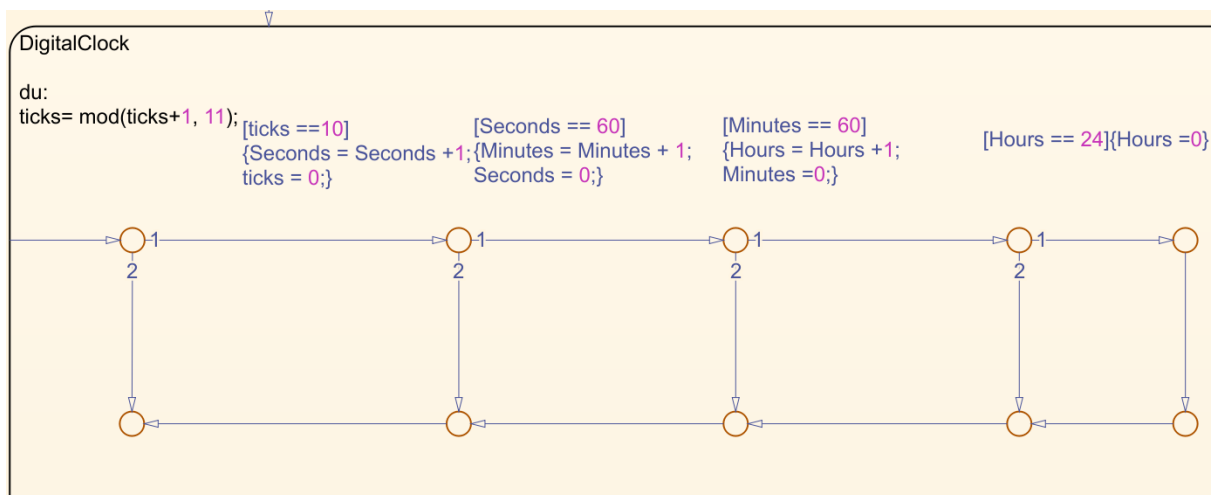 DigitalClock
du:
ticks= mod(ticks+1, 11);
[ticks ==10]
{Seconds = Seconds +1;
ticks = 0;}
[Seconds == 60]
{Minutes = Minutes + 1;
Seconds = 0;}
[Minutes == 60]
{Hours = Hours +1;
Minutes =0;}
[Hours == 24]{Hours =0}
1
1
1
1
2
2
2
2